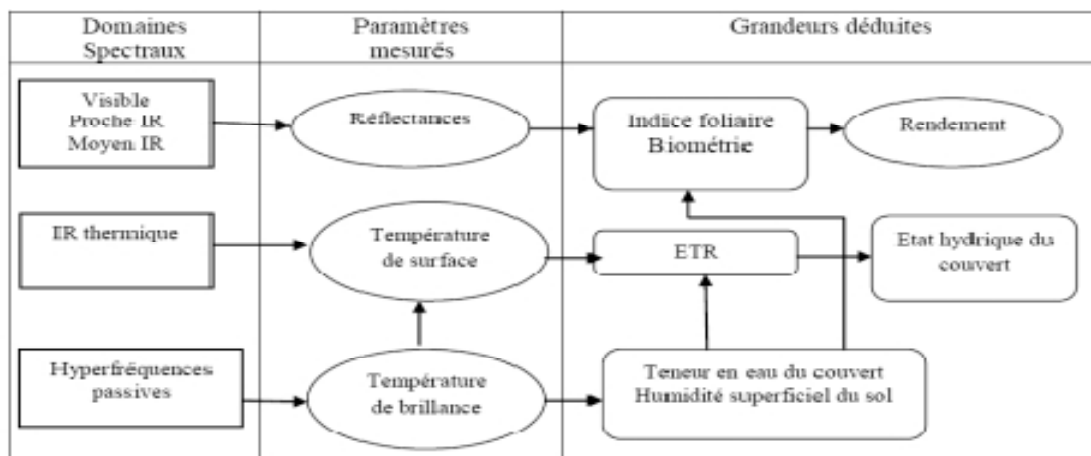 Domaines
Spectraux
Paramètres
mesurés
Grandeurs déduites
Visible
Proche IR
Moyen IR
Réflectances
Indice foliaire
Biométrie
Rendement
IR thermique
Température
de surface
ETR
Etat hydrique du
couvert
Hyperfréquences
passives
Température
de brillance
Teneur en eau du couvert
Humidité superficiel du sol